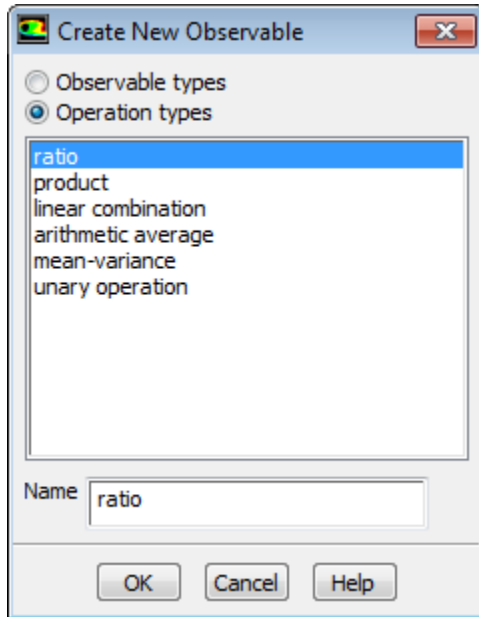 Create New Observable
Observable types
Operation types
ratio
product
linear combination
arithmetic average
mean-variance
unary operation
Name ratio
OK Cancel Help